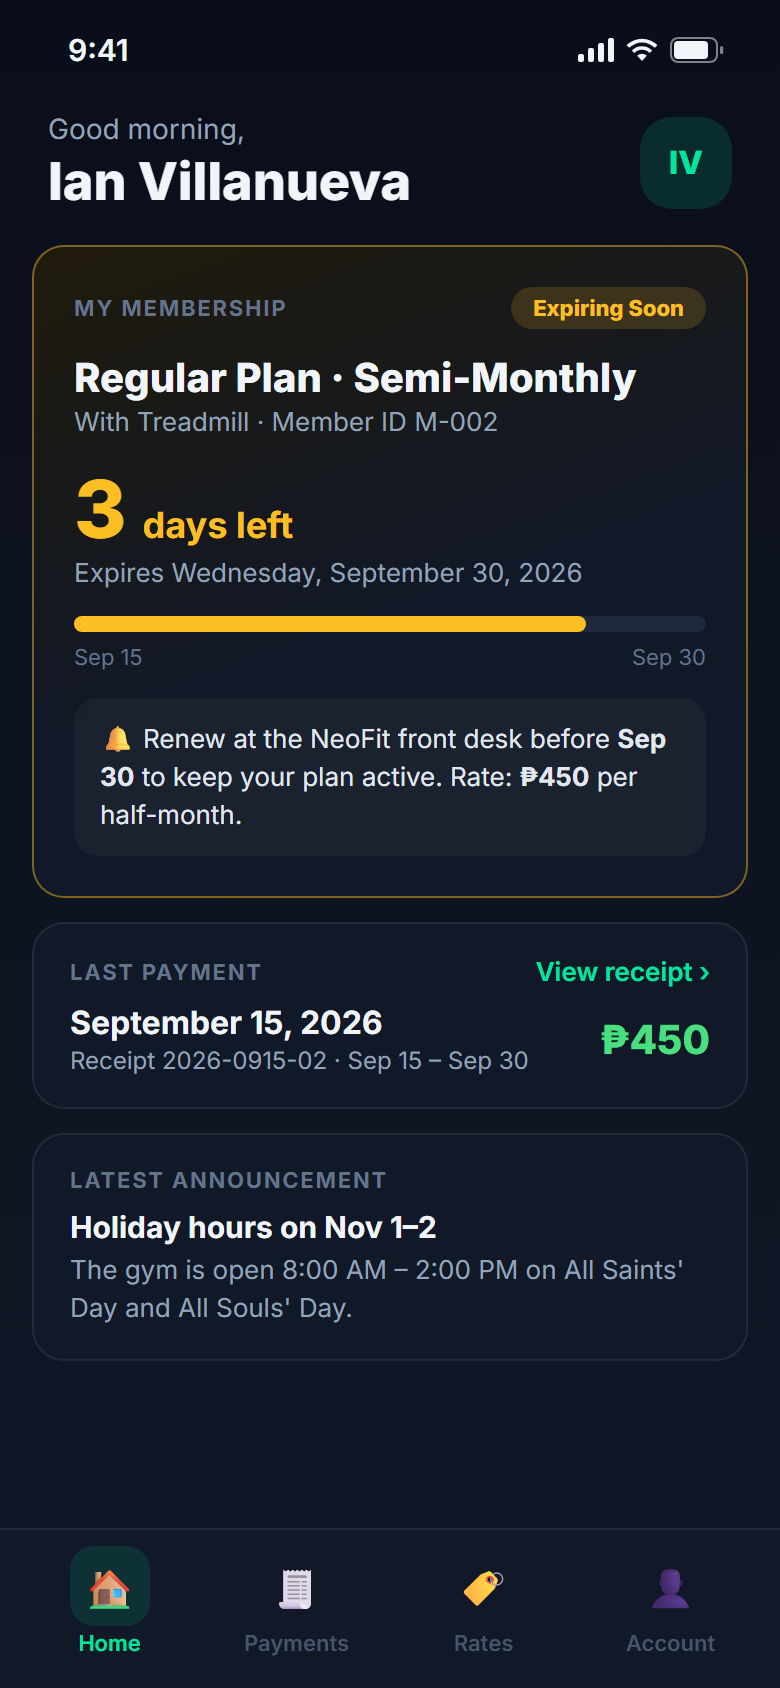 9:41
Good morning,
Ian Villanueva
IV
MY MEMBERSHIP
Expiring Soon
Regular Plan · Semi-Monthly
With Treadmill · Member ID M-002
3 days left
Expires Wednesday, September 30, 2026
Sep 15
Sep 30
🔔 Renew at the NeoFit front desk before Sep
30 to keep your plan active. Rate: ₱450 per
half-month.
LAST PAYMENT
View receipt ›
September 15, 2026
₱450
Receipt 2026-0915-02 · Sep 15 – Sep 30
LATEST ANNOUNCEMENT
Holiday hours on Nov 1–2
The gym is open 8:00 AM – 2:00 PM on All Saints'
Day and All Souls' Day.
Home
Payments
Rates
Account